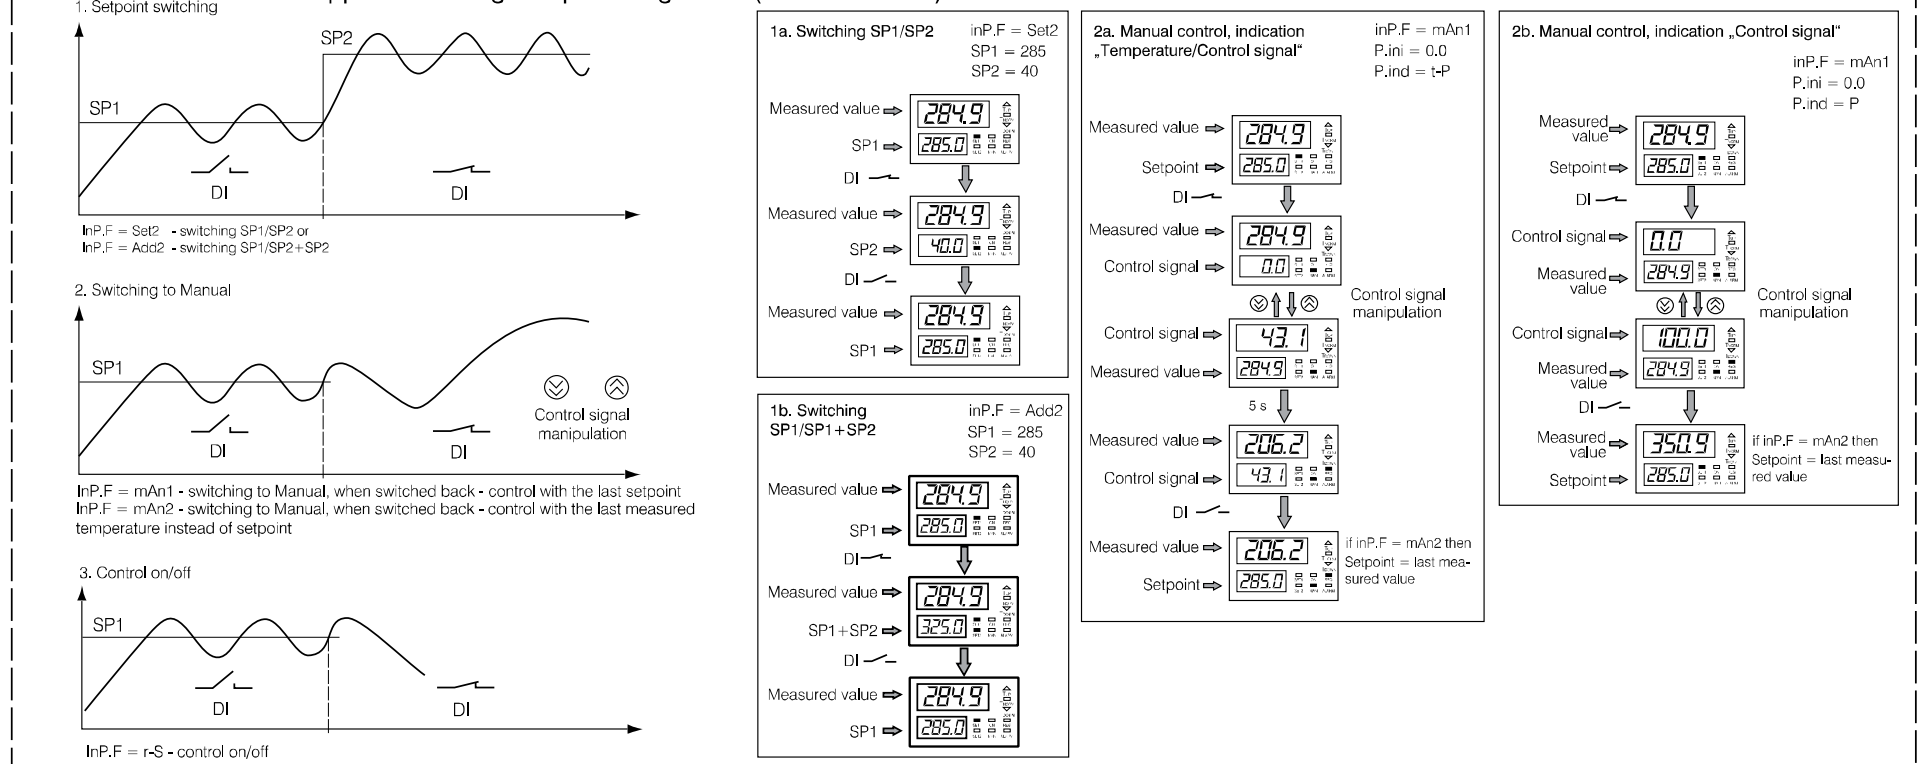 1. Setpoint switching
SP2
SP1
DI
DI
InP.F = Set2 - switching SP1/SP2 or
InP.F = Add2 - switching SP1/SP2+SP2
2. Switching to Manual
SP1
Control signal
manipulation
DI
DI
InP.F = mAn1 - switching to Manual, when switched back - control with the last setpoint
InP.F = mAn2 - switching to Manual, when switched back - control with the last measured
temperature instead of setpoint
3. Control on/off
SP1
DI
DI
InP.F = r-S - control on/off
1a. Switching SP1/SP2
inP.F = Set2
SP1 = 285
SP2 = 40
Measured value
284.9
SP1
285.0
DI
Measured value
284.9
SP2
40.0
DI
Measured value
284.9
SP1
285.0
1b. Switching
SP1/SP1+SP2
inP.F = Add2
SP1 = 285
SP2 = 40
Measured value
284.9
SP1
285.0
DI
Measured value
284.9
SP1+SP2
325.0
DI
Measured value
284.9
SP1
285.0
2a. Manual control, indication
„Temperature/Control signal“
inP.F = mAn1
P.ini = 0.0
P.ind = t-P
Measured value
284.9
Setpoint
285.0
DI
Measured value
284.9
Control signal
0.0
Control signal
manipulation
Control signal
43.1
Measured value
284.9
5 s
Measured value
206.2
Control signal
43.1
DI
Measured value
206.2
Setpoint
285.0
if inP.F = mAn2 then
Setpoint = last mea-
sured value
2b. Manual control, indication „Control signal“
inP.F = mAn1
P.ini = 0.0
P.ind = P
Measured
value
284.9
Setpoint
285.0
DI
Control signal
0.0
Measured
value
284.9
Control signal
manipulation
Control signal
100.0
Measured
value
284.9
DI
Measured
value
350.9
Setpoint
285.0
if inP.F = mAn2 then
Setpoint = last measu-
red value